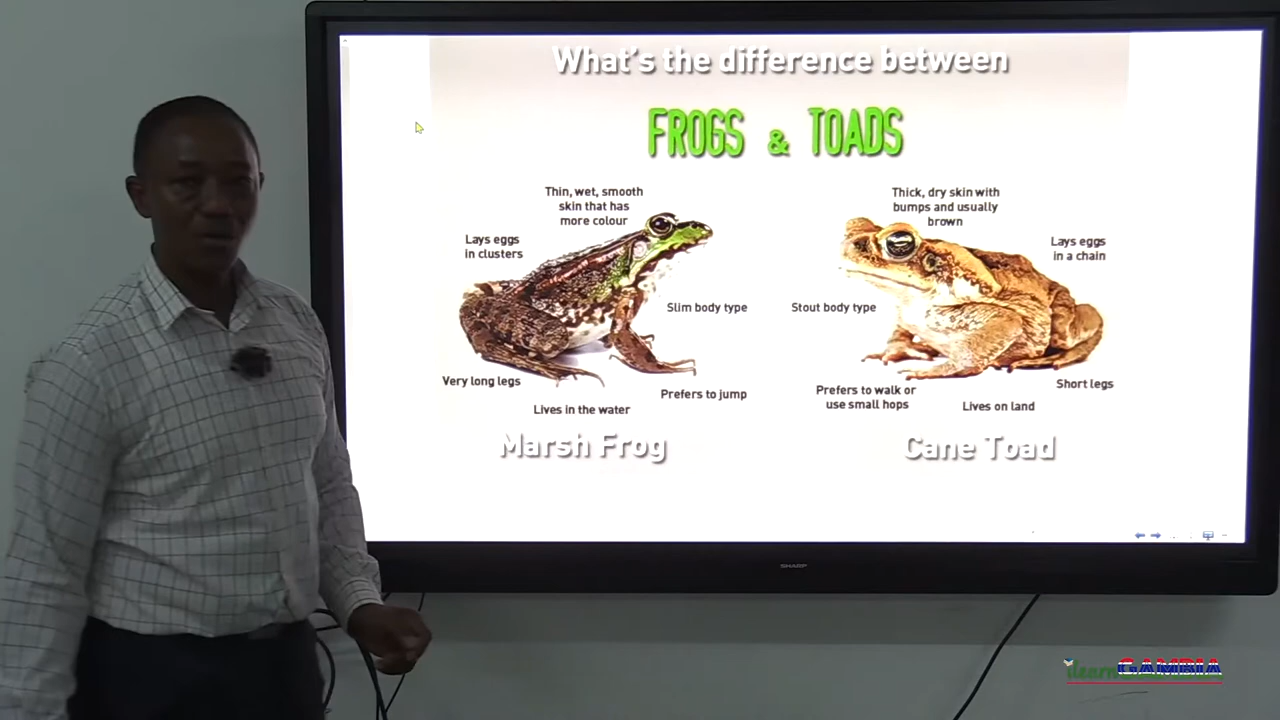 What's the difference between
FROGS & TOADS
Thin, wet, smooth
skin that has
more colour
Lays eggs
in clusters
Slim body type
Very long legs
Prefers to jump
Lives in the water
Marsh Frog
Thick, dry skin with
bumps and usually
brown
Lays eggs
in a chain
Stout body type
Short legs
Prefers to walk or
use small hops
Lives on land
Cane Toad
SHARP
ilearnGAMBIA